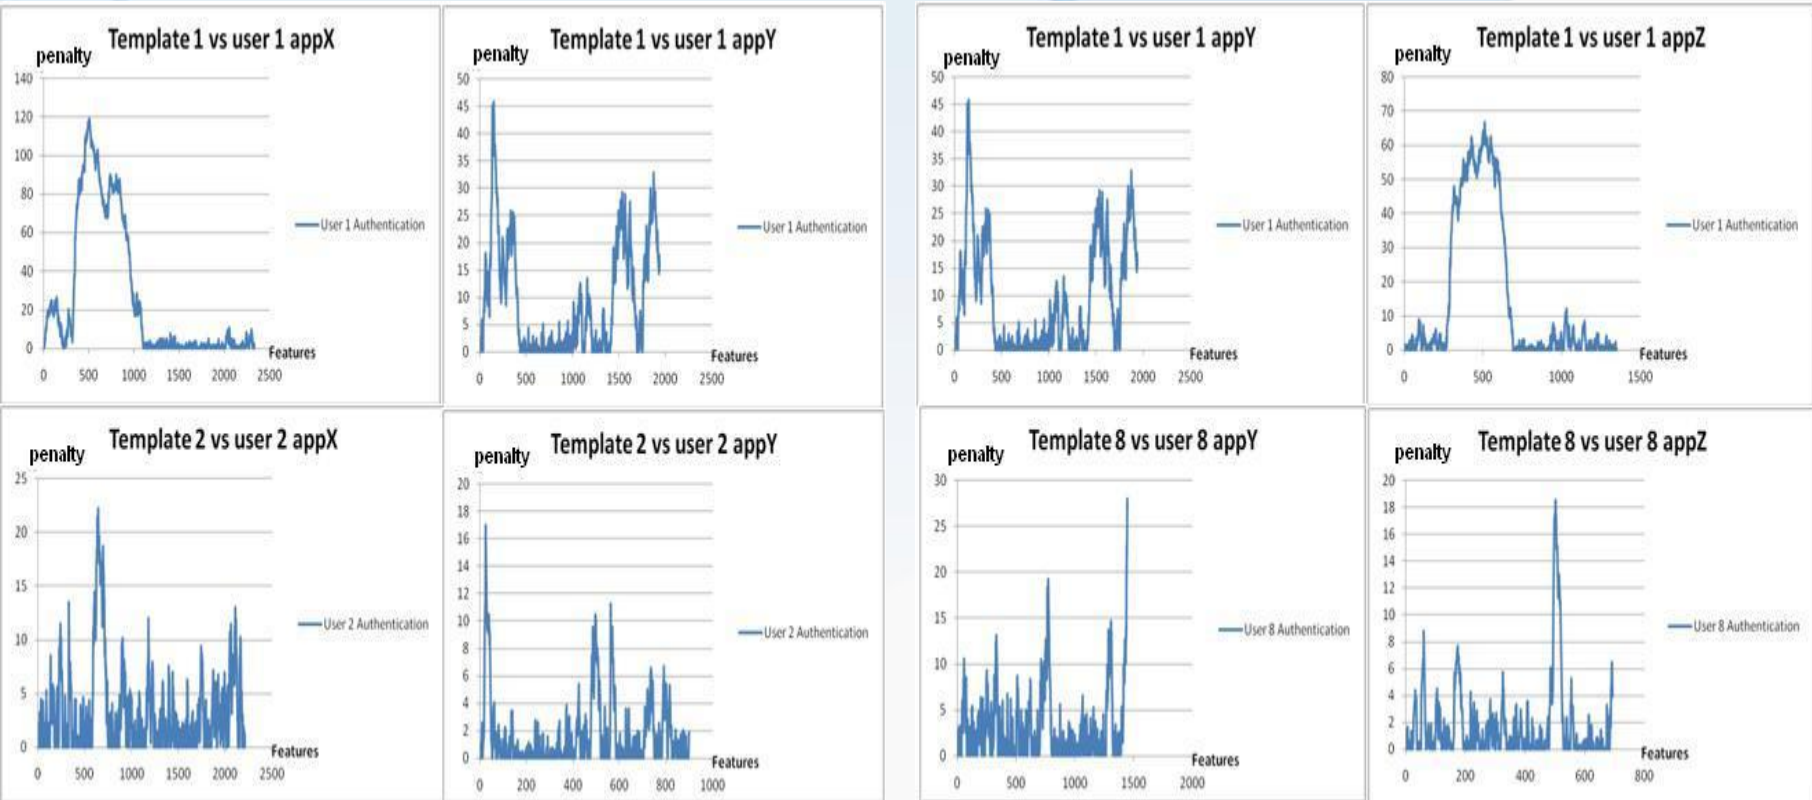 Template 1 vs user 1 appX
penalty
140
120
100
80
60
40
20
0
0 500 1000 1500 2000 2500
Features
User 1 Authentication
Template 1 vs user 1 appY
penalty
50
45
40
35
30
25
20
15
10
5
0
0 500 1000 1500 2000 2500
Features
User 1 Authentication
Template 1 vs user 1 appY
penalty
50
45
40
35
30
25
20
15
10
5
0
0 500 1000 1500 2000 2500
Features
User 1 Authentication
Template 1 vs user 1 appZ
penalty
80
70
60
50
40
30
20
10
0
0 500 1000 1500
Features
User 1 Authentication
Template 2 vs user 2 appX
penalty
25
20
15
10
5
0
0 500 1000 1500 2000 2500
Features
User 2 Authentication
Template 2 vs user 2 appY
penalty
20
18
16
14
12
10
8
6
4
2
0
0 200 400 600 800 1000
Features
User 2 Authentication
Template 8 vs user 8 appY
penalty
30
25
20
15
10
5
0
0 500 1000 1500 2000
Features
User 8 Authentication
Template 8 vs user 8 appZ
penalty
20
18
16
14
12
10
8
6
4
2
0
0 200 400 600 800
Features
User 8 Authentication